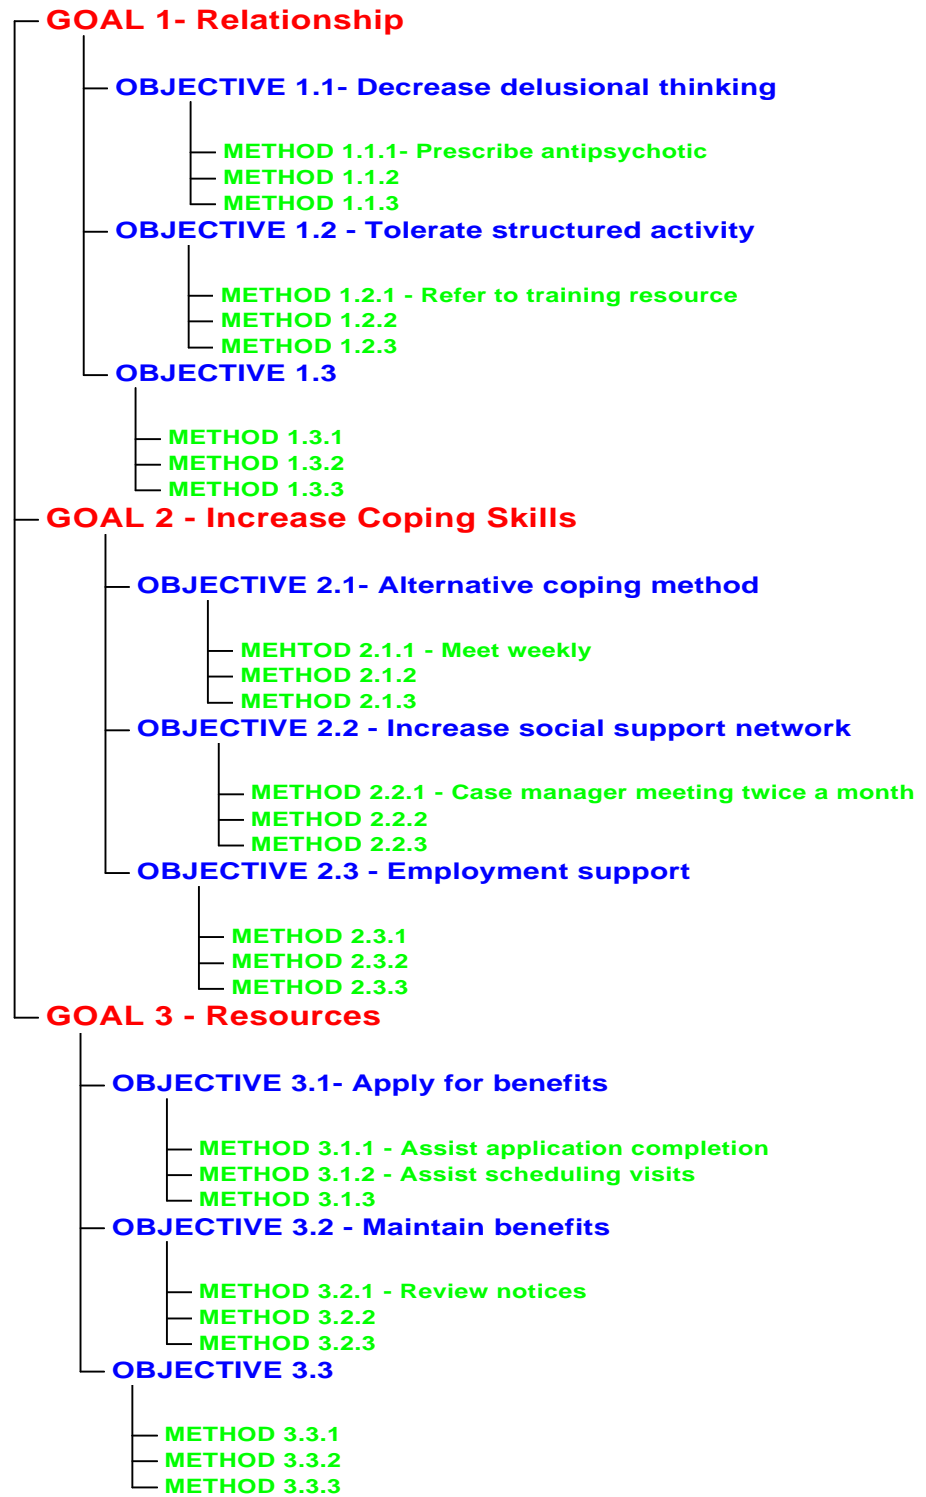 GOAL 1- Relationship
OBJECTIVE 1.1- Decrease delusional thinking
METHOD 1.1.1- Prescribe antipsychotic
METHOD 1.1.2
METHOD 1.1.3
OBJECTIVE 1.2 - Tolerate structured activity
METHOD 1.2.1 - Refer to training resource
METHOD 1.2.2
METHOD 1.2.3
OBJECTIVE 1.3
METHOD 1.3.1
METHOD 1.3.2
METHOD 1.3.3
GOAL 2 - Increase Coping Skills
OBJECTIVE 2.1- Alternative coping method
MEHTOD 2.1.1 - Meet weekly
METHOD 2.1.2
METHOD 2.1.3
OBJECTIVE 2.2 - Increase social support network
METHOD 2.2.1 - Case manager meeting twice a month
METHOD 2.2.2
METHOD 2.2.3
OBJECTIVE 2.3 - Employment support
METHOD 2.3.1
METHOD 2.3.2
METHOD 2.3.3
GOAL 3 - Resources
OBJECTIVE 3.1- Apply for benefits
METHOD 3.1.1 - Assist application completion
METHOD 3.1.2 - Assist scheduling visits
METHOD 3.1.3
OBJECTIVE 3.2 - Maintain benefits
METHOD 3.2.1 - Review notices
METHOD 3.2.2
METHOD 3.2.3
OBJECTIVE 3.3
METHOD 3.3.1
METHOD 3.3.2
METHOD 3.3.3